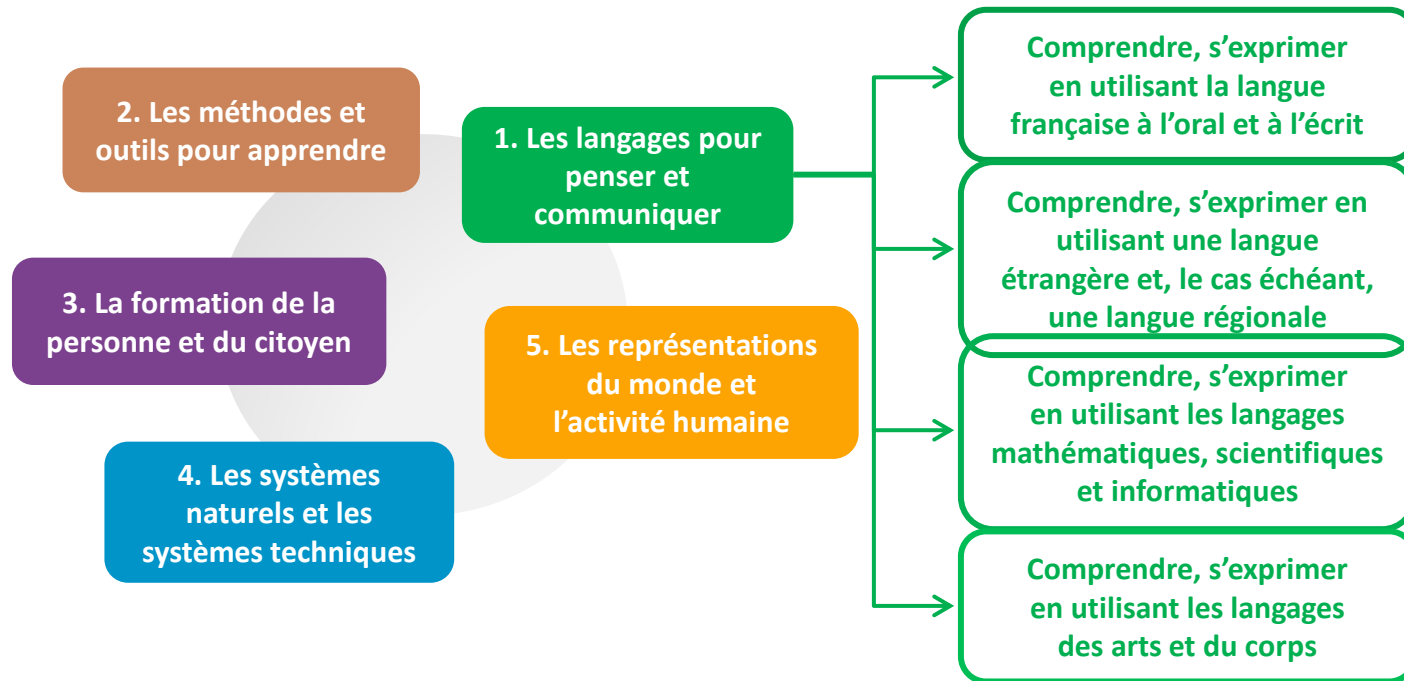 2. Les méthodes et
outils pour apprendre
1. Les langages pour
penser et
communiquer
3. La formation de la
personne et du citoyen
5. Les représentations
du monde et
l’activité humaine
4. Les systèmes
naturels et les
systèmes techniques
Comprendre, s’exprimer
en utilisant la langue
française à l’oral et à l’écrit
Comprendre, s’exprimer en
utilisant une langue
étrangère et, le cas échéant,
une langue régionale
Comprendre, s’exprimer
en utilisant les langages
mathématiques, scientifiques
et informatiques
Comprendre, s’exprimer
en utilisant les langages
des arts et du corps